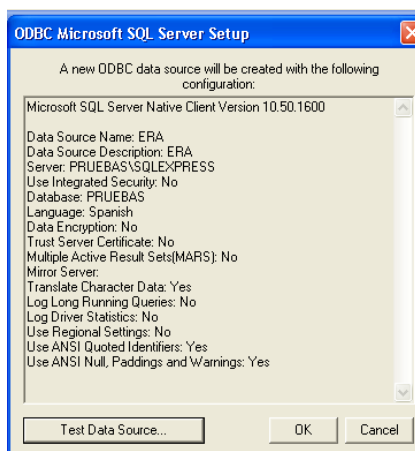 ODBC Microsoft SQL Server Setup
A new ODBC data source will be created with the following
configuration:
Microsoft SQL Server Native Client Version 10.50.1600
Data Source Name: ERA
Data Source Description: ERA
Server: PRUEBAS\SQLEXPRESS
Use Integrated Security: No
Database: PRUEBAS
Language: Spanish
Data Encryption: No
Trust Server Certificate: No
Multiple Active Result Sets(MARS): No
Mirror Server:
Translate Character Data: Yes
Log Long Running Queries: No
Log Driver Statistics: No
Use Regional Settings: No
Use ANSI Quoted Identifiers: Yes
Use ANSI Null, Paddings and Warnings: Yes
Test Data Source... OK Cancel